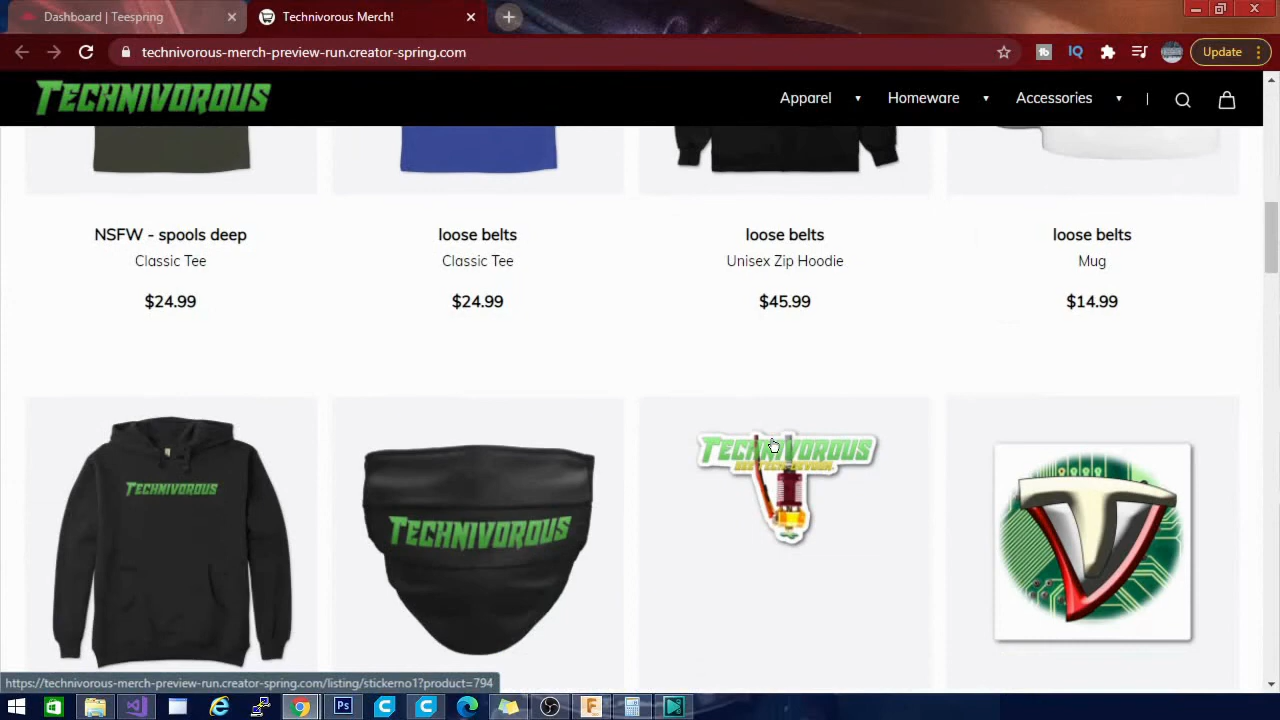 Dashboard | Teespring
Technivorous Merch!
technivorous-merch-preview-run.creator-spring.com
Update
TECHNIVOROUS
Apparel
Homeware
Accessories
NSFW - spools deep
loose belts
loose belts
loose belts
Classic Tee
Classic Tee
Unisex Zip Hoodie
Mug
$24.99
$24.99
$45.99
$14.99
TECHNIVOROUS
TECHNIVOROUS
TECHNIVOROUS
https://technivorous-merch-preview-run.creator-spring.com/listing/stickerno1?product=794